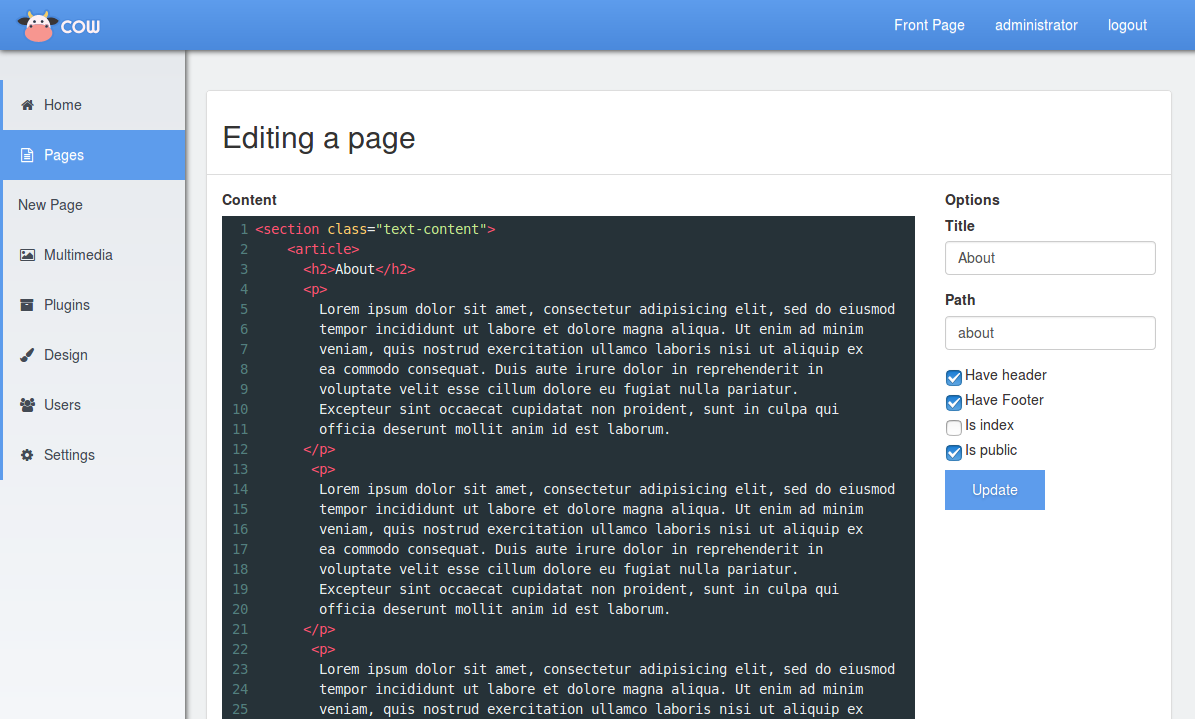 COW
Front Page administrator logout
Home
Pages
New Page
Multimedia
Plugins
Design
Users
Settings
Editing a page
Content
1 <section class="text-content">
2 <article>
3 <h2>About</h2>
4 <p>
5 Lorem ipsum dolor sit amet, consectetur adipisicing elit, sed do eiusmod
6 tempor incididunt ut labore et dolore magna aliqua. Ut enim ad minim
7 veniam, quis nostrud exercitation ullamco laboris nisi ut aliquip ex
8 ea commodo consequat. Duis aute irure dolor in reprehenderit in
9 voluptate velit esse cillum dolore eu fugiat nulla pariatur.
10 Excepteur sint occaecat cupidatat non proident, sunt in culpa qui
11 officia deserunt mollit anim id est laborum.
12 </p>
13 <p>
14 Lorem ipsum dolor sit amet, consectetur adipisicing elit, sed do eiusmod
15 tempor incididunt ut labore et dolore magna aliqua. Ut enim ad minim
16 veniam, quis nostrud exercitation ullamco laboris nisi ut aliquip ex
17 ea commodo consequat. Duis aute irure dolor in reprehenderit in
18 voluptate velit esse cillum dolore eu fugiat nulla pariatur.
19 Excepteur sint occaecat cupidatat non proident, sunt in culpa qui
20 officia deserunt mollit anim id est laborum.
21 </p>
22 <p>
23 Lorem ipsum dolor sit amet, consectetur adipisicing elit, sed do eiusmod
24 tempor incididunt ut labore et dolore magna aliqua. Ut enim ad minim
25 veniam, quis nostrud exercitation ullamco laboris nisi ut aliquip ex
Options
Title
About
Path
about
Have header
Have Footer
Is index
Is public
Update